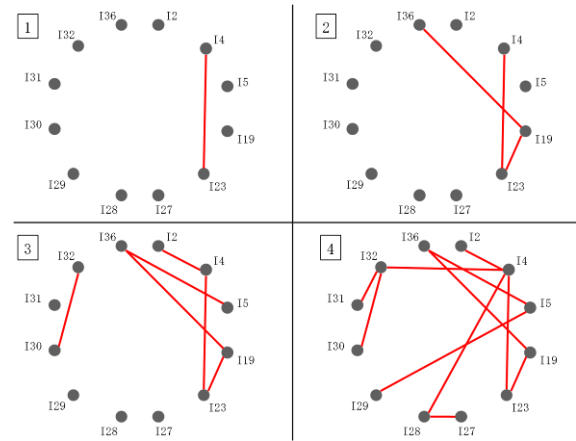 1
I36 I2
I32 I4
I31 I5
I30 I19
I29 I23
I28 I27
2
I36 I2
I32 I4
I31 I5
I30 I19
I29 I23
I28 I27
3
I36 I2
I32 I4
I31 I5
I30 I19
I29 I23
I28 I27
4
I36 I2
I32 I4
I31 I5
I30 I19
I29 I23
I28 I27